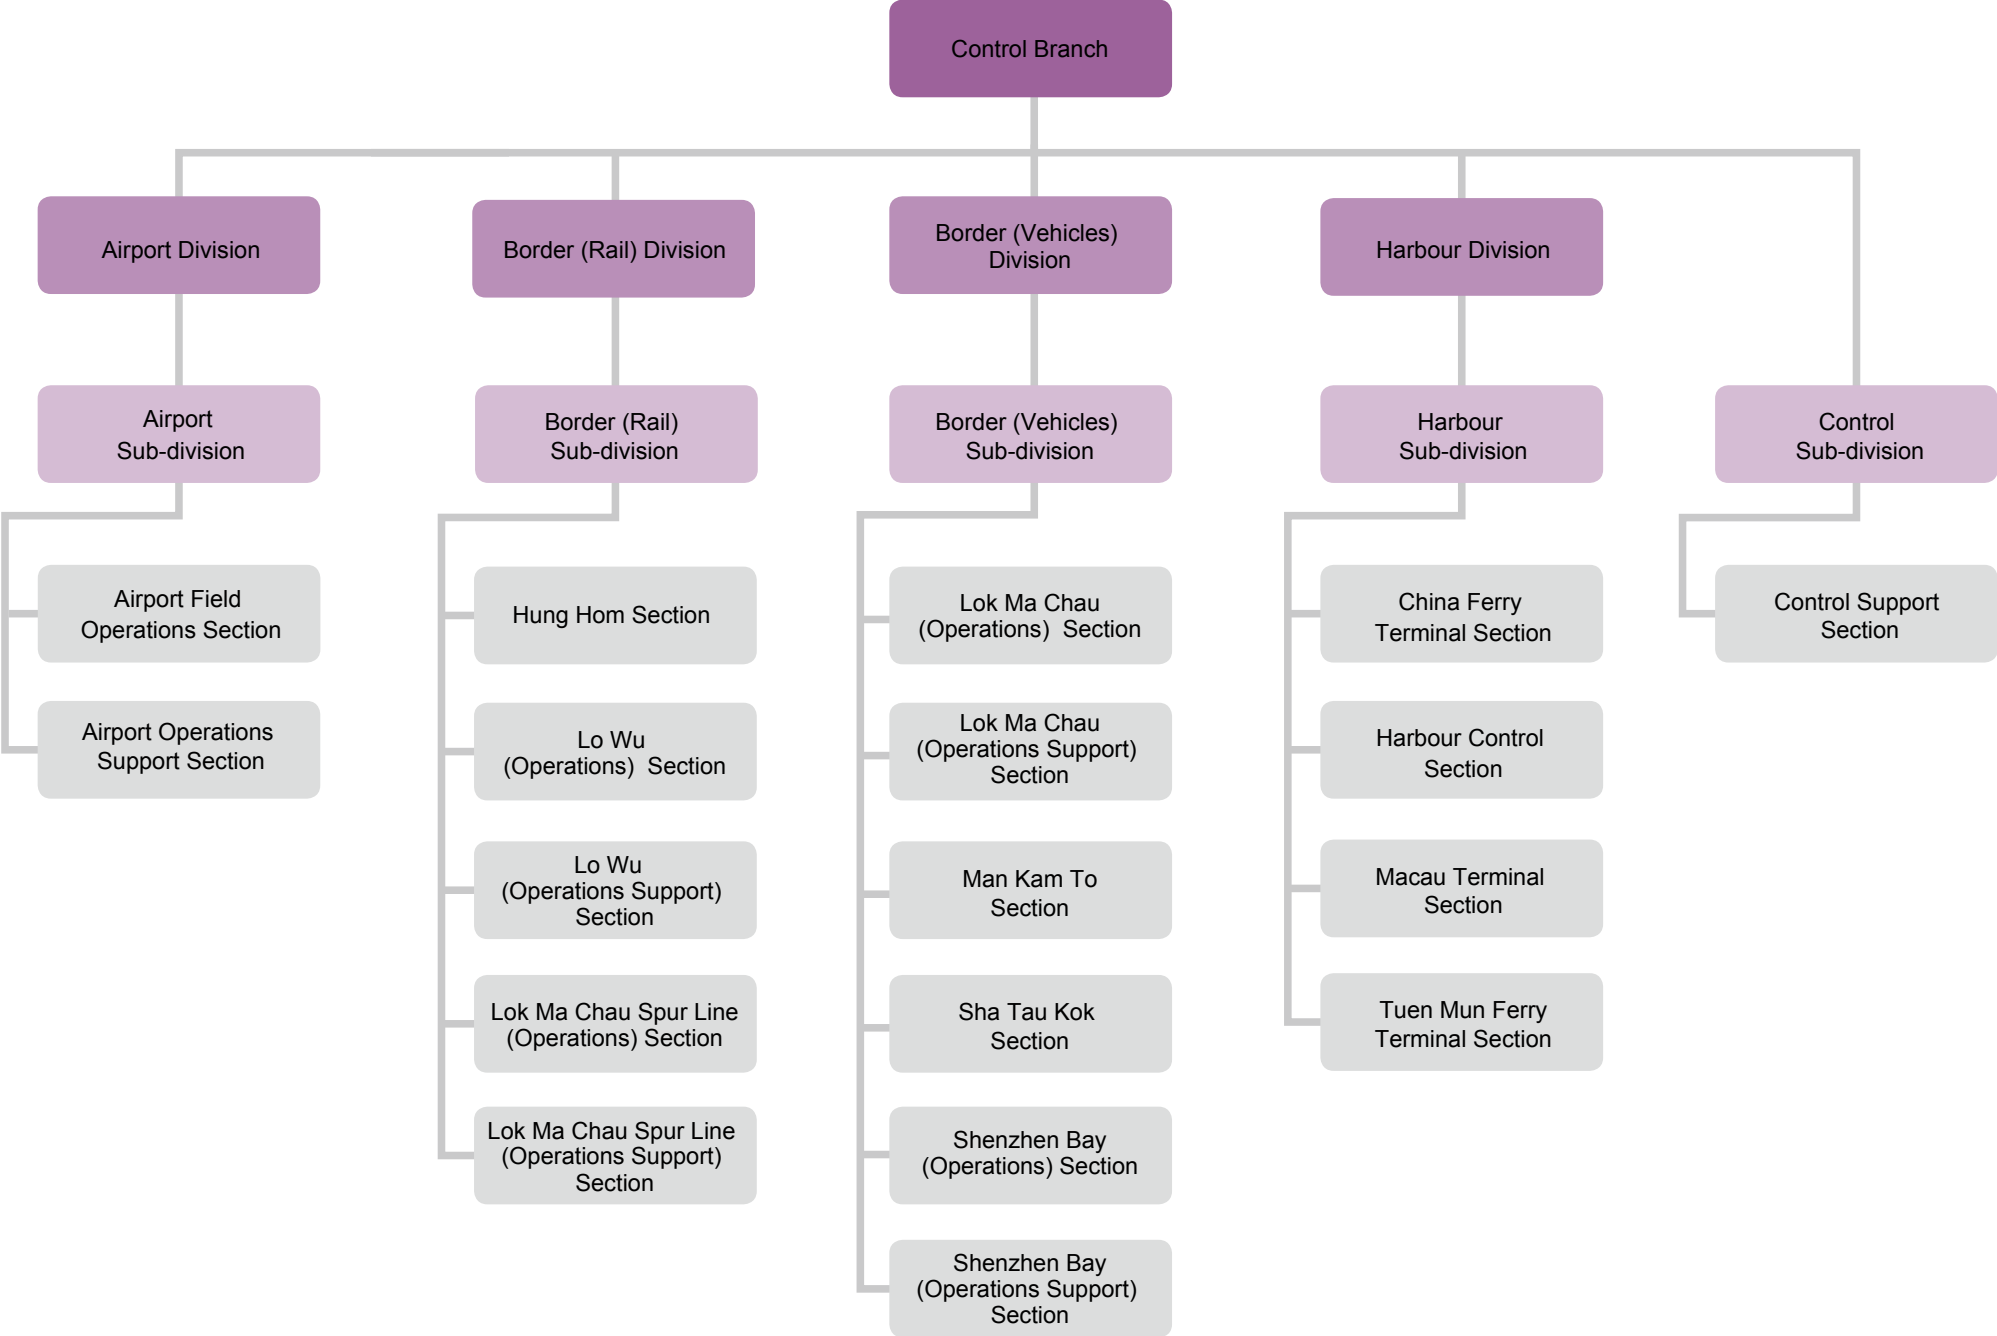 Control Branch
Airport Division
Border (Rail) Division
Border (Vehicles)
Division
Harbour Division
Airport
Sub-division
Border (Rail)
Sub-division
Border (Vehicles)
Sub-division
Harbour
Sub-division
Control
Sub-division
Airport Field
Operations Section
Airport Operations
Support Section
Hung Hom Section
Lo Wu
(Operations) Section
Lo Wu
(Operations Support)
Section
Lok Ma Chau Spur Line
(Operations) Section
Lok Ma Chau Spur Line
(Operations Support)
Section
Lok Ma Chau
(Operations) Section
Lok Ma Chau
(Operations Support)
Section
Man Kam To
Section
Sha Tau Kok
Section
Shenzhen Bay
(Operations) Section
Shenzhen Bay
(Operations Support)
Section
China Ferry
Terminal Section
Harbour Control
Section
Macau Terminal
Section
Tuen Mun Ferry
Terminal Section
Control Support
Section